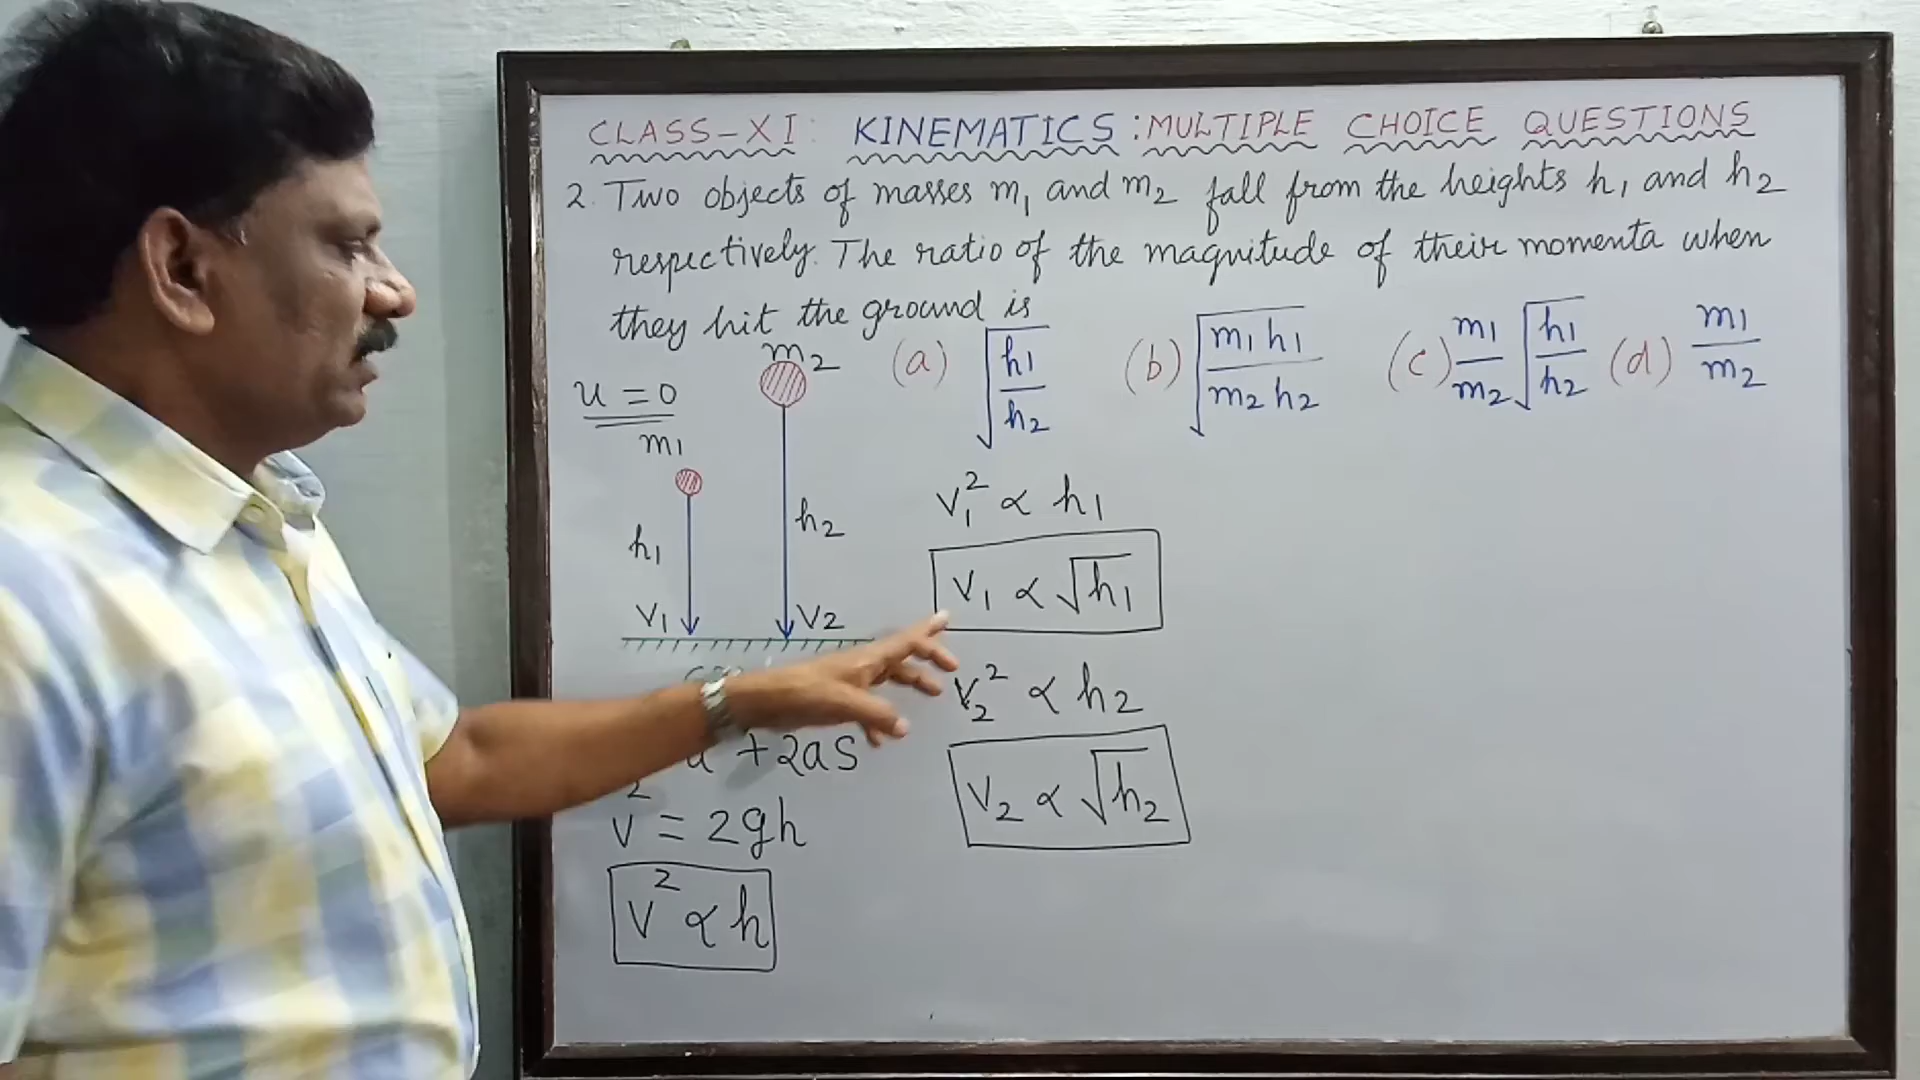 CLASS-XI: KINEMATICS: MULTIPLE CHOICE QUESTIONS
2. Two objects of masses m₁ and m₂ fall from the heights h₁ and h₂
respectively. The ratio of the magnitude of their momenta when
they hit the ground is
(a) √(h₁/h₂) (b) √(m₁h₁/m₂h₂) (c) m₁/m₂ √(h₁/h₂) (d) m₁/m₂
u = 0
m₁
m₂
h₁
h₂
V₁
V₂
u + 2as
v² = 2gh
v² ∝ h
v₁² ∝ h₁
v₁ ∝ √h₁
v₂² ∝ h₂
v₂ ∝ √h₂